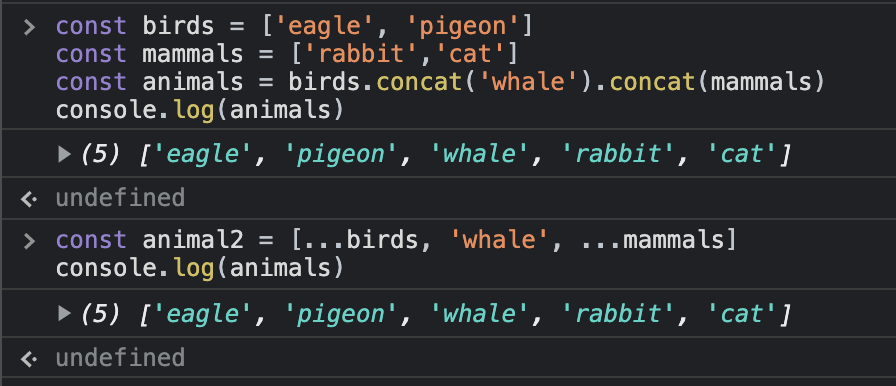 > const birds = ['eagle', 'pigeon']
const mammals = ['rabbit','cat']
const animals = birds.concat('whale').concat(mammals)
console.log(animals)
▶ (5) ['eagle', 'pigeon', 'whale', 'rabbit', 'cat']
undefined
> const animal2 = [...birds, 'whale', ...mammals]
console.log(animals)
▶ (5) ['eagle', 'pigeon', 'whale', 'rabbit', 'cat']
undefined